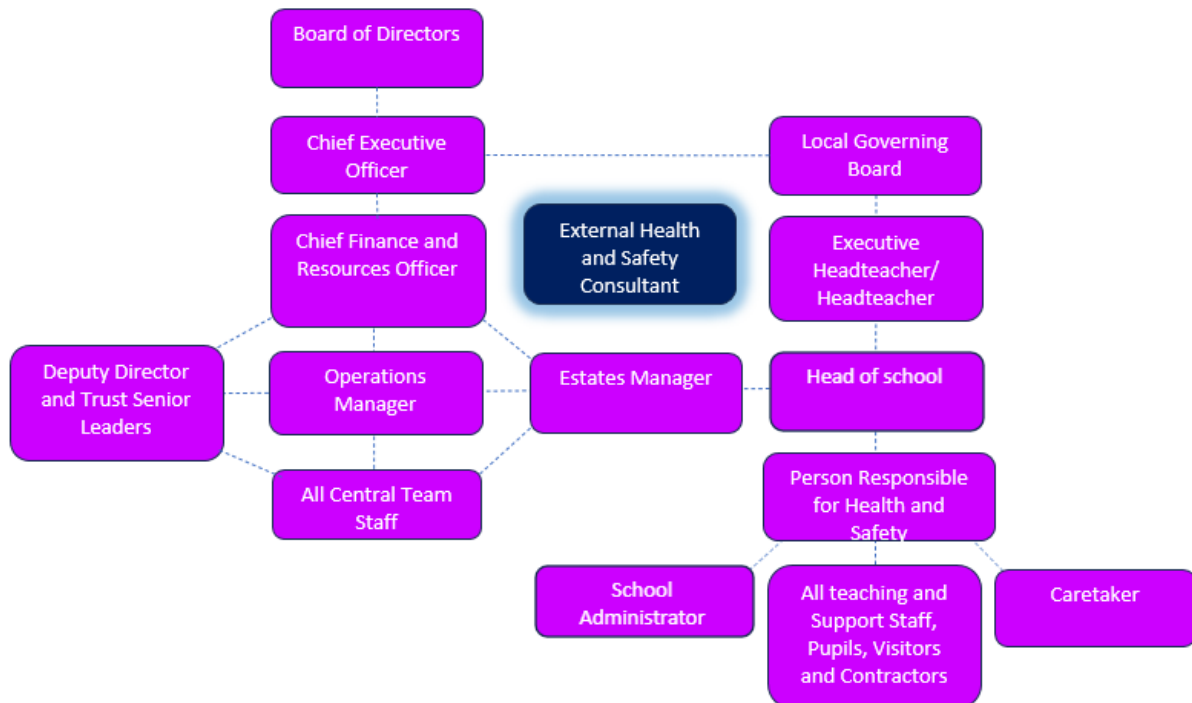 Board of Directors
Chief Executive
Officer
Local Governing
Board
Chief Finance and
Resources Officer
External Health
and Safety
Consultant
Executive
Headteacher/
Headteacher
Deputy Director
and Trust Senior
Leaders
Operations
Manager
Estates Manager
Head of school
All Central Team
Staff
Person Responsible
for Health and
Safety
School
Administrator
All teaching and
Support Staff,
Pupils, Visitors
and Contractors
Caretaker